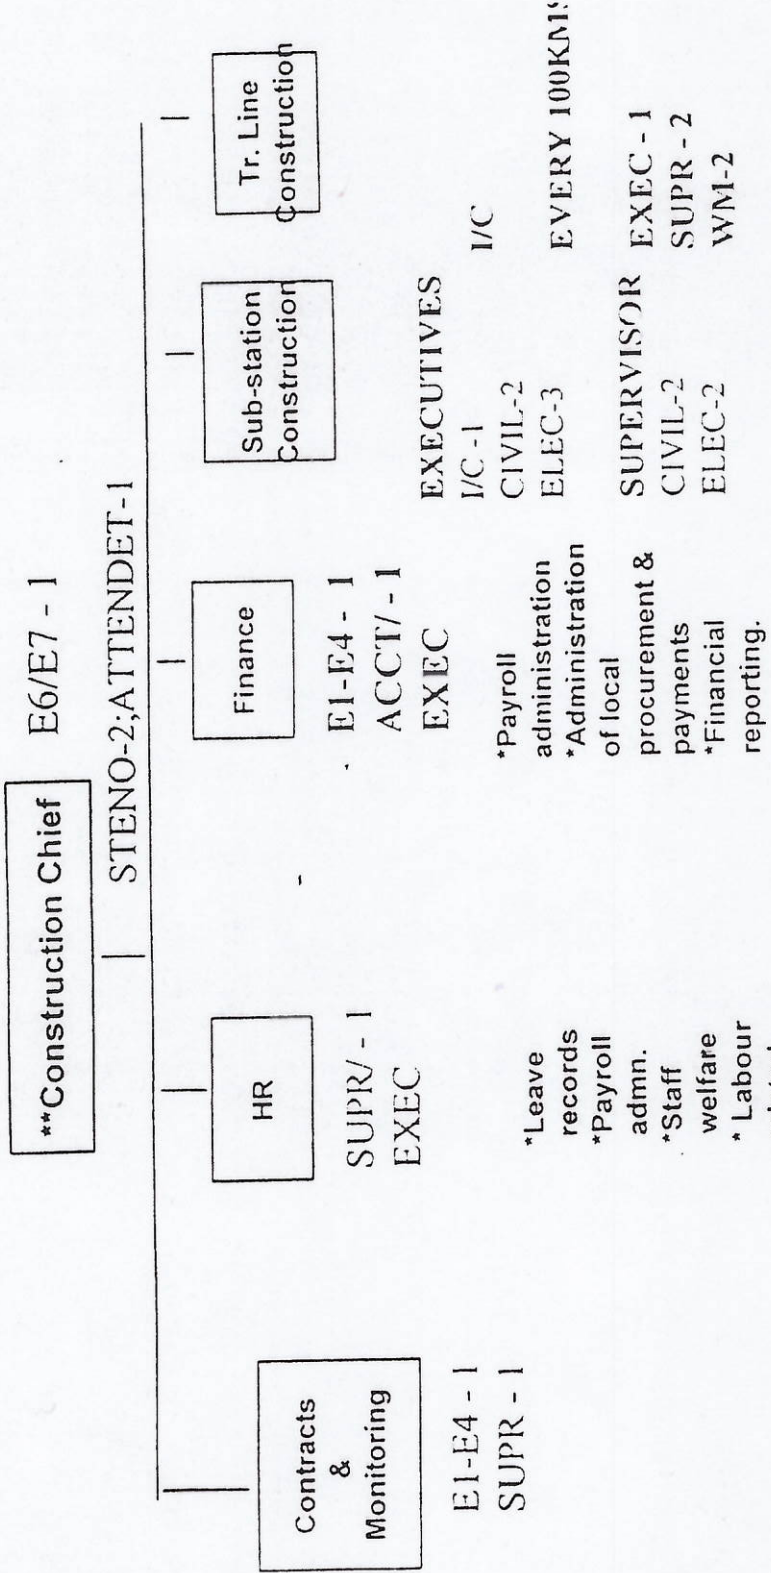 **Construction Chief
E6/E7 - 1
STENO-2;ATTENDET-1
Contracts
&
Monitoring
E1-E4 - 1
SUPR - 1
HR
SUPR/ - 1
EXEC
*Leave
records
*Payroll
admn.
*Staff
welfare
* Labour
Finance
E1-E4 - 1
ACCT/ - 1
EXEC
*Payroll
administration
*Administration
of local
procurement &
payments
*Financial
reporting.
Sub-station
Construction
EXECUTIVES
I/C -1
CIVIL-2
ELEC-3
SUPERVISOR
CIVIL-2
ELEC-2
Tr. Line
Construction
I/C
EVERY 100KMS
EXEC - 1
SUPR - 2
WM-2